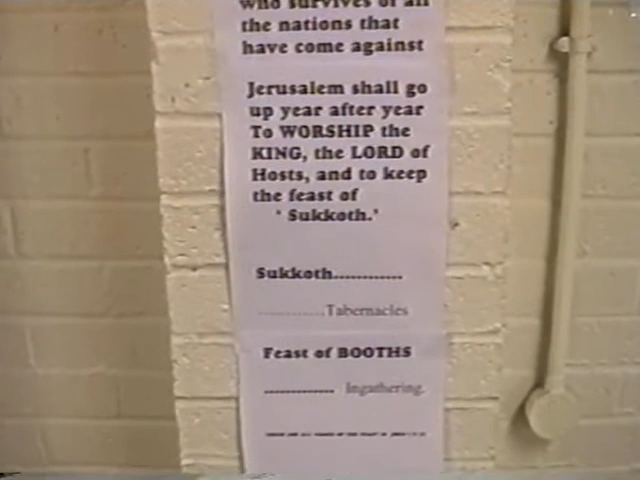 who survives of all
the nations that
have come against
Jerusalem shall go
up year after year
To WORSHIP the
KING, the LORD of
Hosts, and to keep
the feast of
' Sukkoth.'
Sukkoth............
............Tabernacles
Feast of BOOTHS
.............. Ingathering.